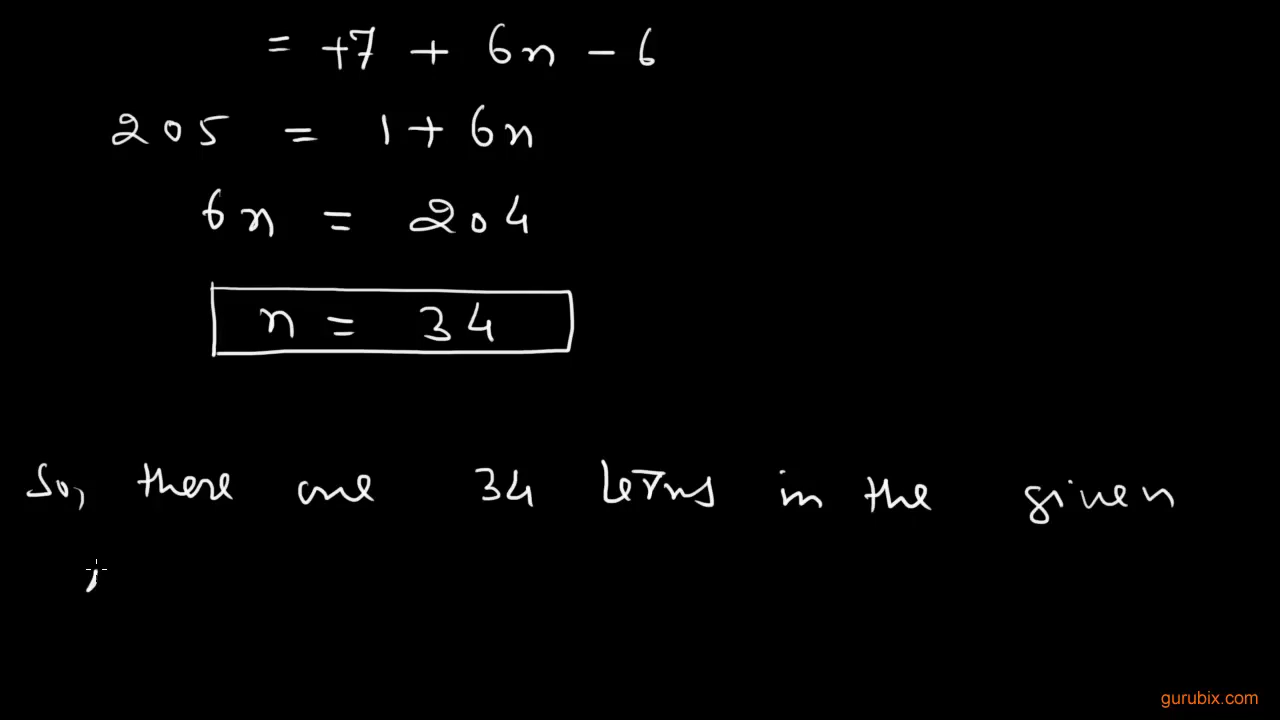 = +7 + 6n - 6
205 = 1 + 6n
6n = 204
n = 34
So, there are 34 terms in the given
gurubix.com